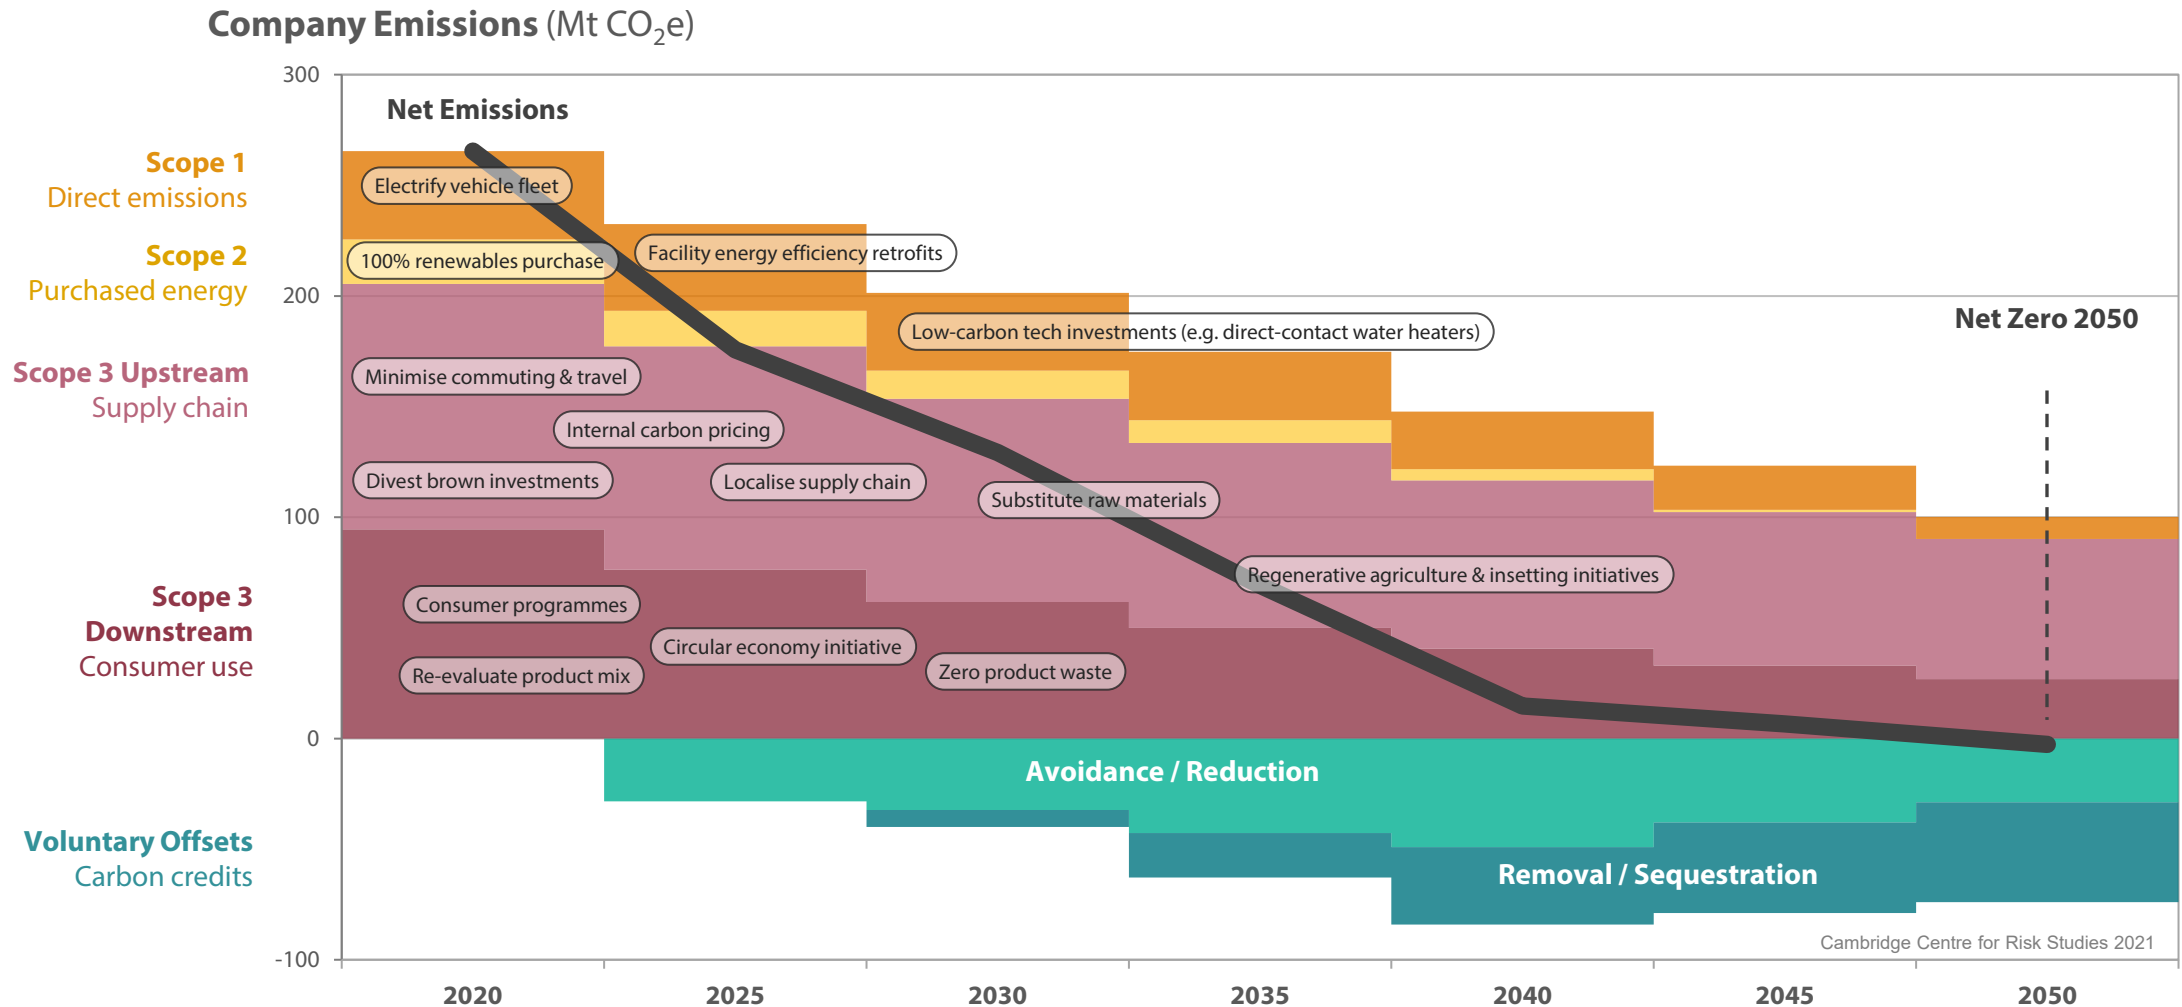 Company Emissions (Mt CO₂e)
300
Net Emissions
Scope 1
Direct emissions
Electrify vehicle fleet
Scope 2
Purchased energy
100% renewables purchase
Facility energy efficiency retrofits
200
Low-carbon tech investments (e.g. direct-contact water heaters)
Net Zero 2050
Scope 3 Upstream
Supply chain
Minimise commuting & travel
Internal carbon pricing
Divest brown investments
Localise supply chain
Substitute raw materials
100
Regenerative agriculture & insetting initiatives
Scope 3
Downstream
Consumer use
Consumer programmes
Circular economy initiative
Re-evaluate product mix
Zero product waste
0
Avoidance / Reduction
Voluntary Offsets
Carbon credits
Removal / Sequestration
Cambridge Centre for Risk Studies 2021
-100
2020 2025 2030 2035 2040 2045 2050